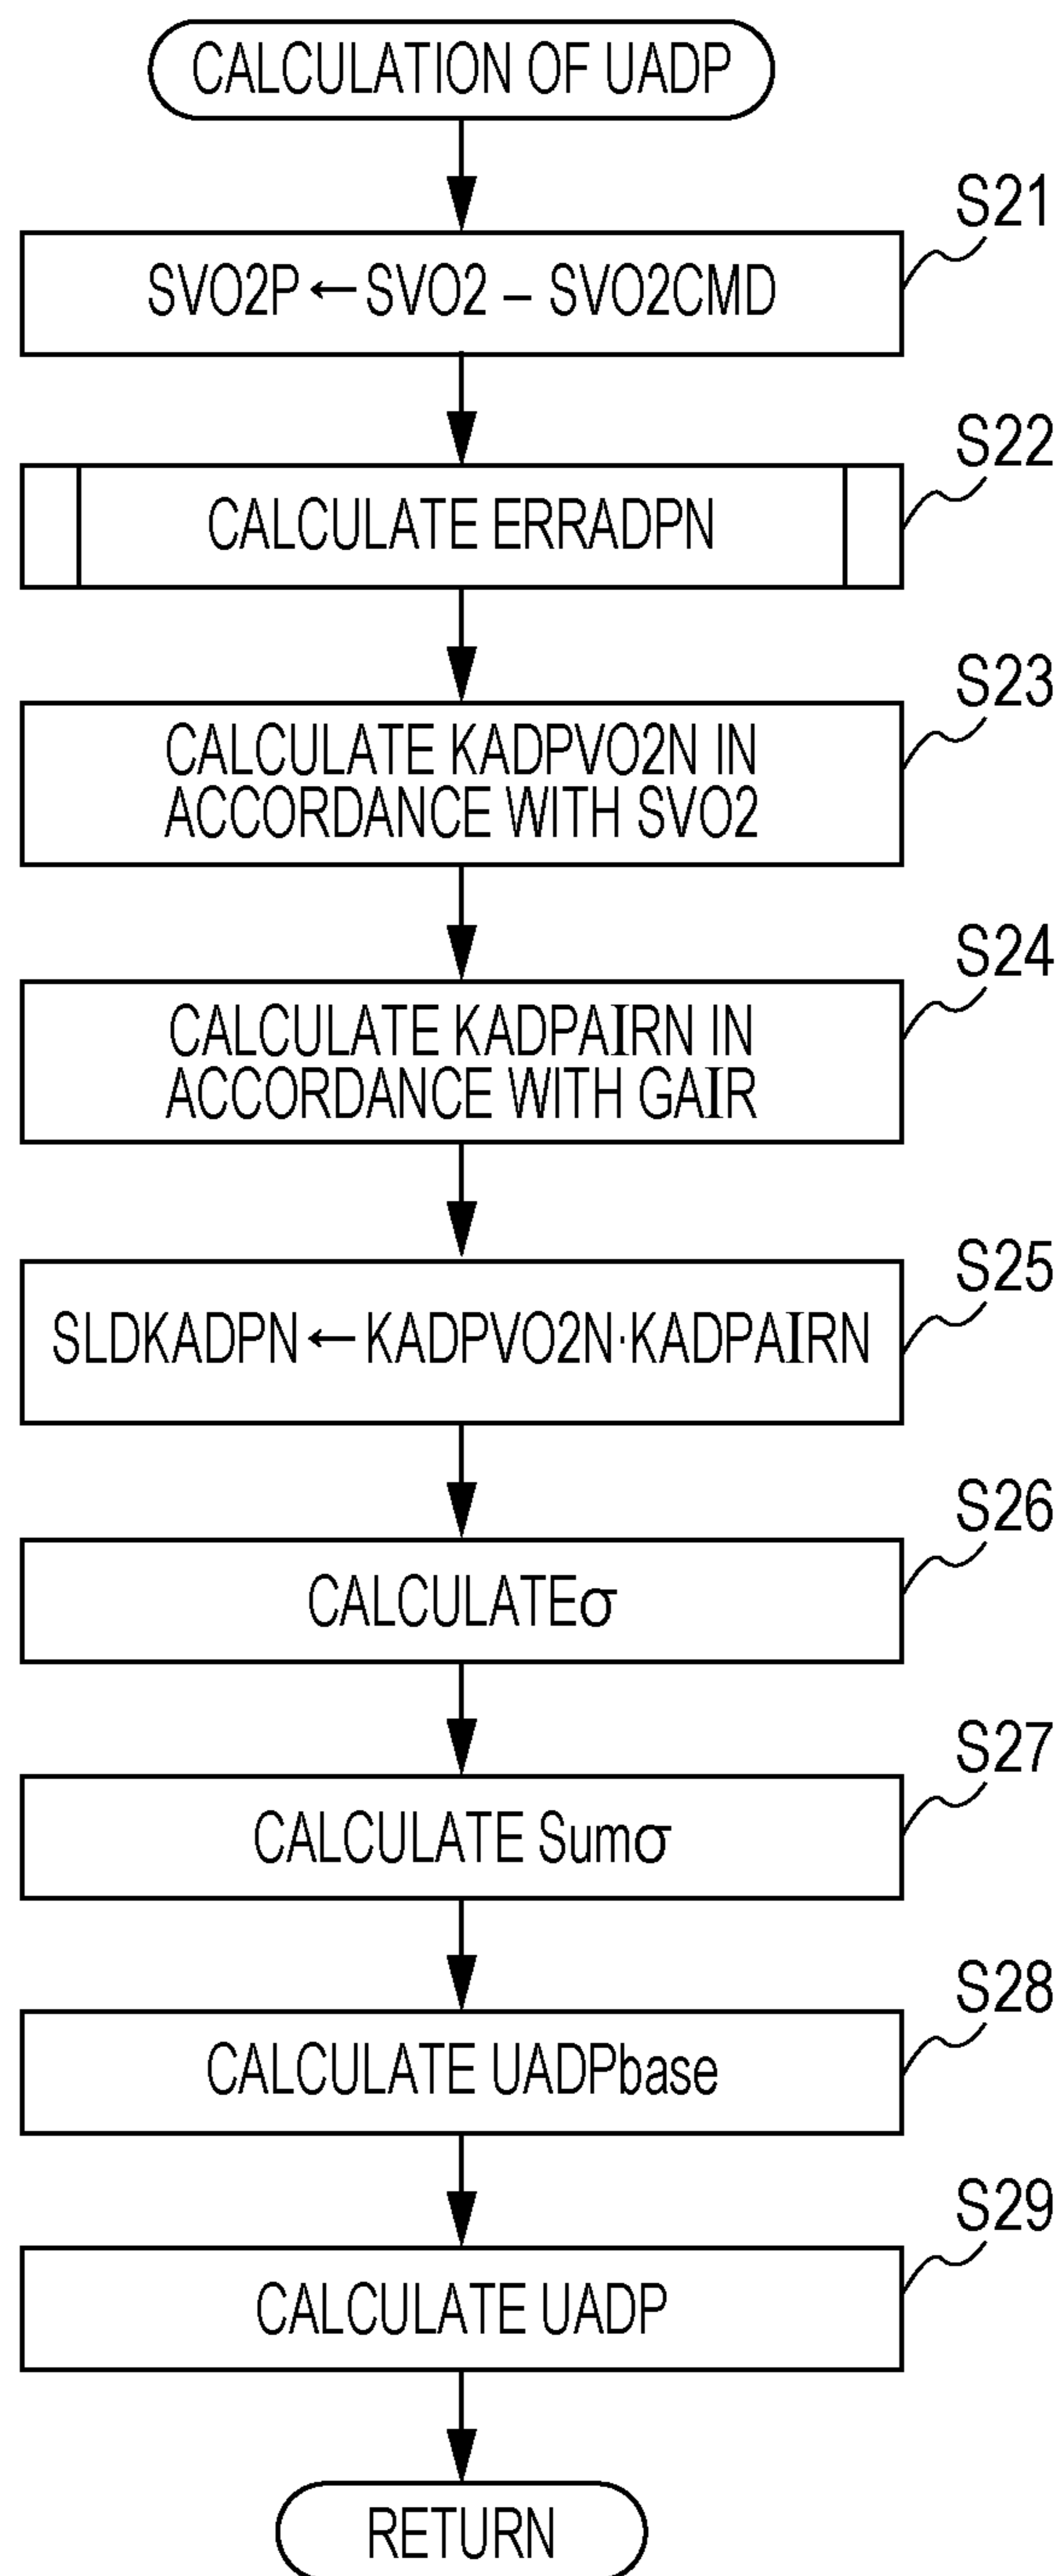 CALCULATION OF UADP
S21
SVO2P←SVO2 – SVO2CMD
S22
CALCULATE ERRADPN
S23
CALCULATE KADPVO2N IN
ACCORDANCE WITH SVO2
S24
CALCULATE KADPAIRN IN
ACCORDANCE WITH GAIR
S25
SLDKADPN←KADPVO2N·KADPAIRN
S26
CALCULATEσ
S27
CALCULATE Sumσ
S28
CALCULATE UADPbase
S29
CALCULATE UADP
RETURN